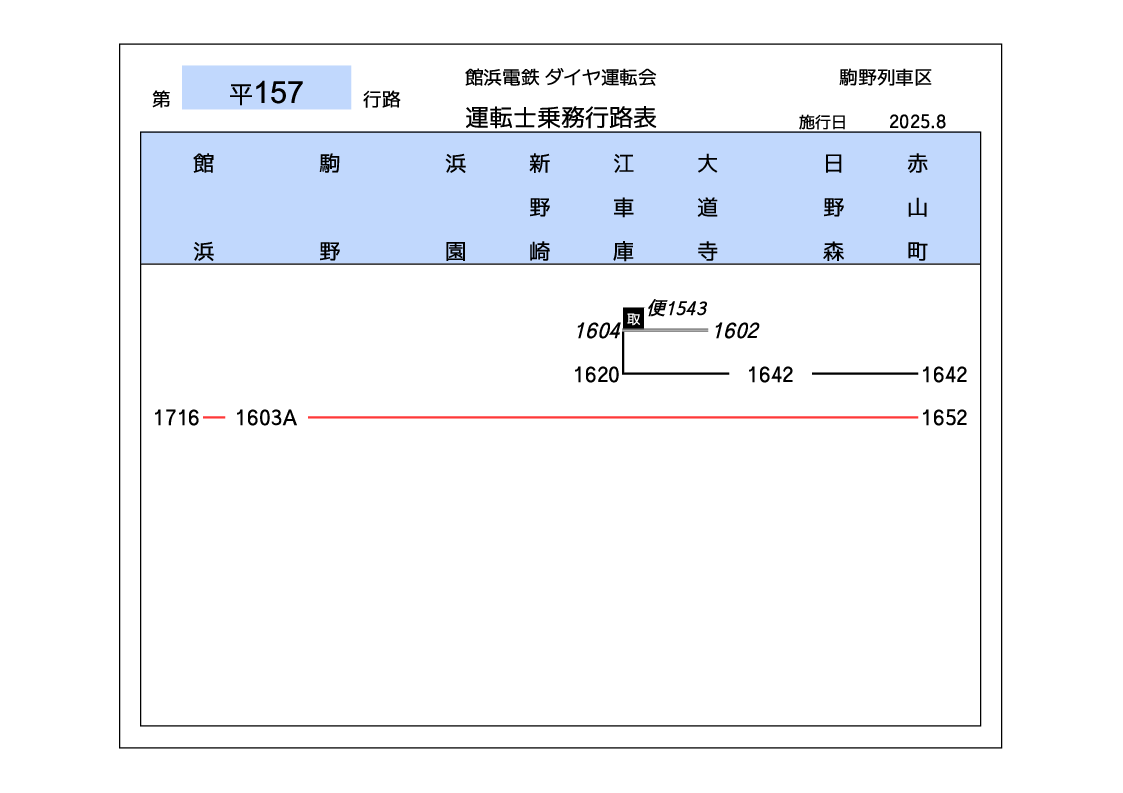 館浜電鉄 ダイヤ運転会
駒野列車区
第 平157 行路
運転士乗務行路表
施行日 2025.8
館浜 駒野 浜園 新野崎 江車庫 大道寺 日野森 赤山町
取 便1543
1604 1602
1620 1642 1642
1716 1603A 1652